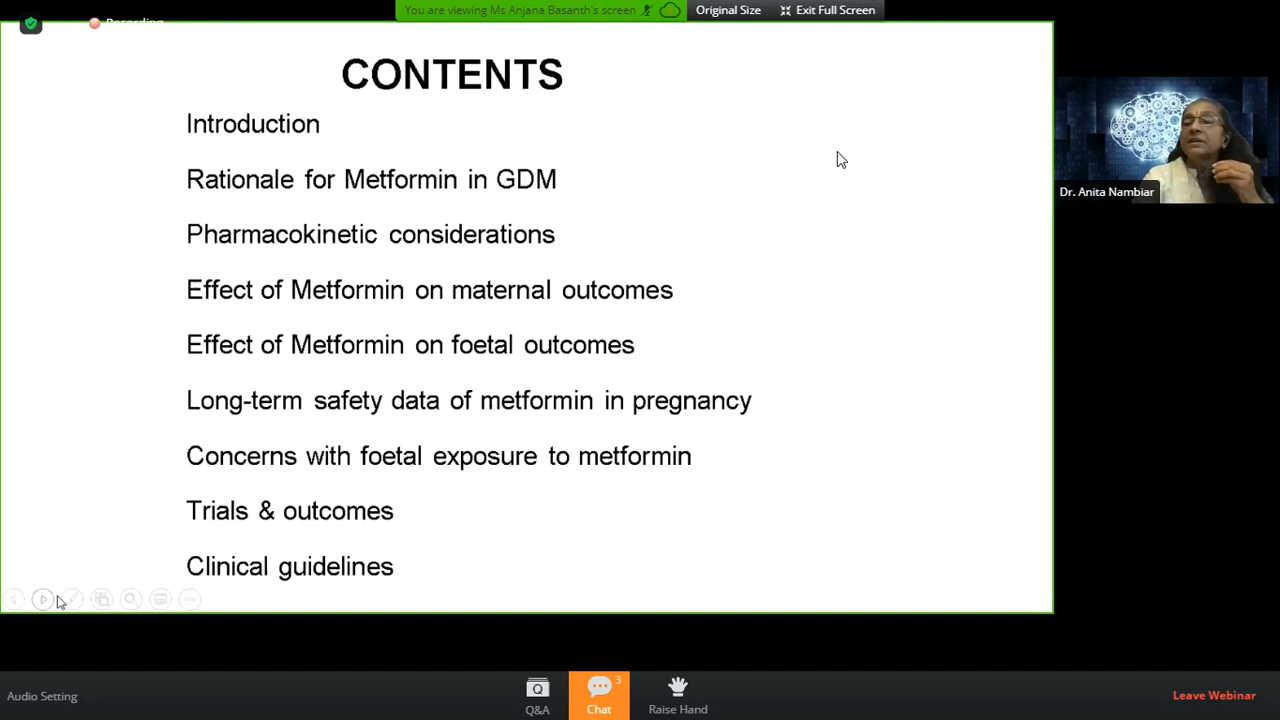 You are viewing Ms Anjana Basanth's screen
Original Size
Exit Full Screen
Recording
CONTENTS
Introduction
Rationale for Metformin in GDM
Pharmacokinetic considerations
Effect of Metformin on maternal outcomes
Effect of Metformin on foetal outcomes
Long-term safety data of metformin in pregnancy
Concerns with foetal exposure to metformin
Trials & outcomes
Clinical guidelines
Dr. Anita Nambiar
Audio Setting
Q
Q&A
3
Chat
Raise Hand
Leave Webinar